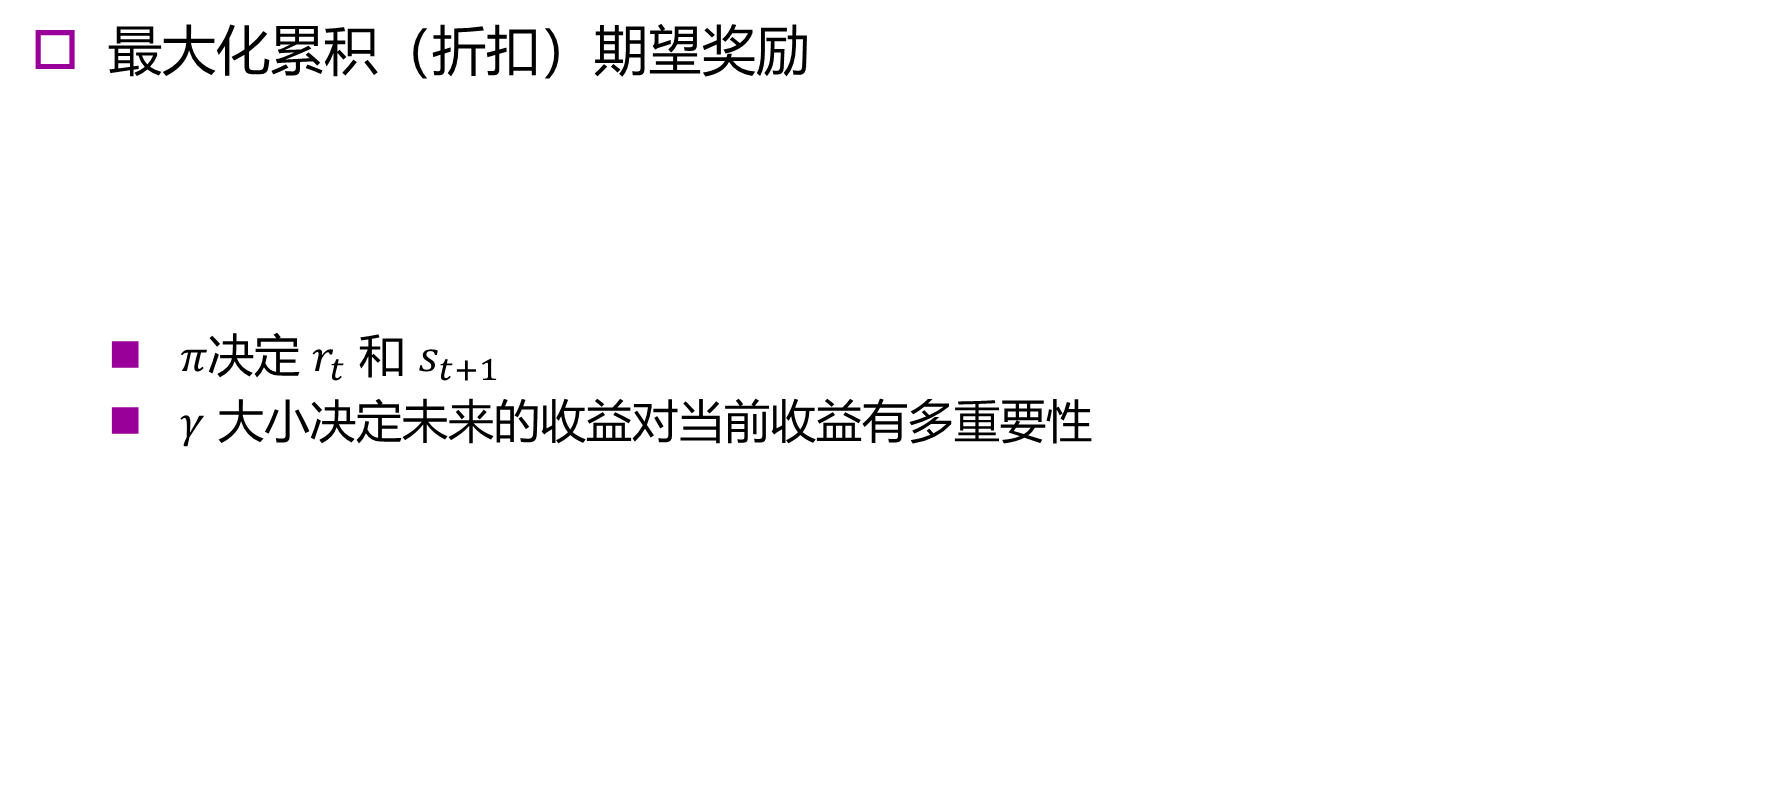 最大化累积（折扣）期望奖励
π决定 r_t 和 s_{t+1}
γ 大小决定未来的收益对当前收益有多重要性